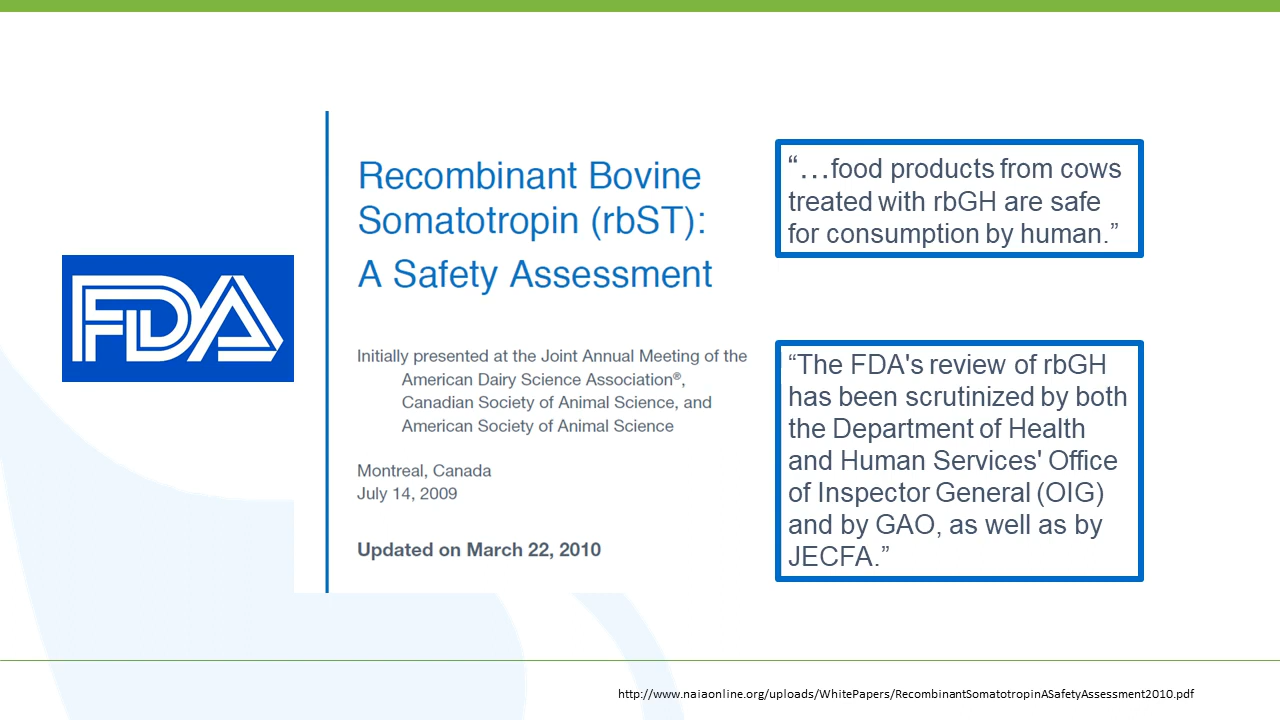 FDA
Recombinant Bovine
Somatotropin (rbST):
A Safety Assessment
Initially presented at the Joint Annual Meeting of the
American Dairy Science Association®,
Canadian Society of Animal Science, and
American Society of Animal Science
Montreal, Canada
July 14, 2009
Updated on March 22, 2010
“…food products from cows
treated with rbGH are safe
for consumption by human.”
“The FDA's review of rbGH
has been scrutinized by both
the Department of Health
and Human Services' Office
of Inspector General (OIG)
and by GAO, as well as by
JECFA.”
http://www.naiaonline.org/uploads/WhitePapers/RecombinantSomatotropinASafetyAssessment2010.pdf